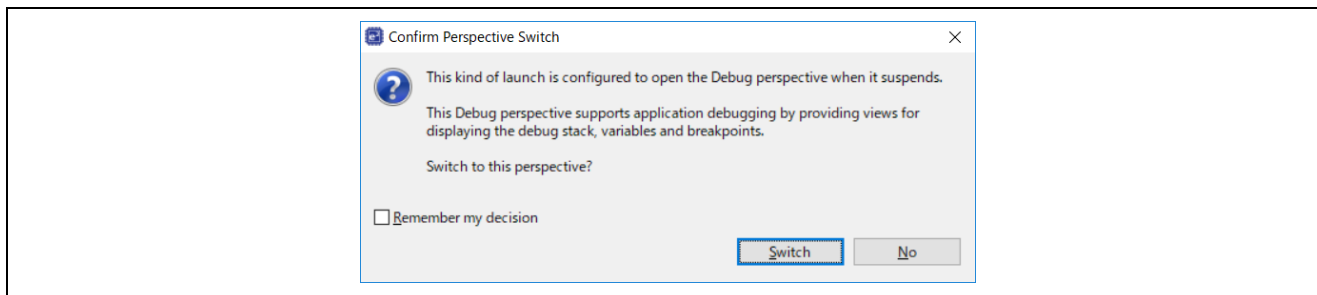 Confirm Perspective Switch
This kind of launch is configured to open the Debug perspective when it suspends.
This Debug perspective supports application debugging by providing views for
displaying the debug stack, variables and breakpoints.
Switch to this perspective?
Remember my decision
Switch No